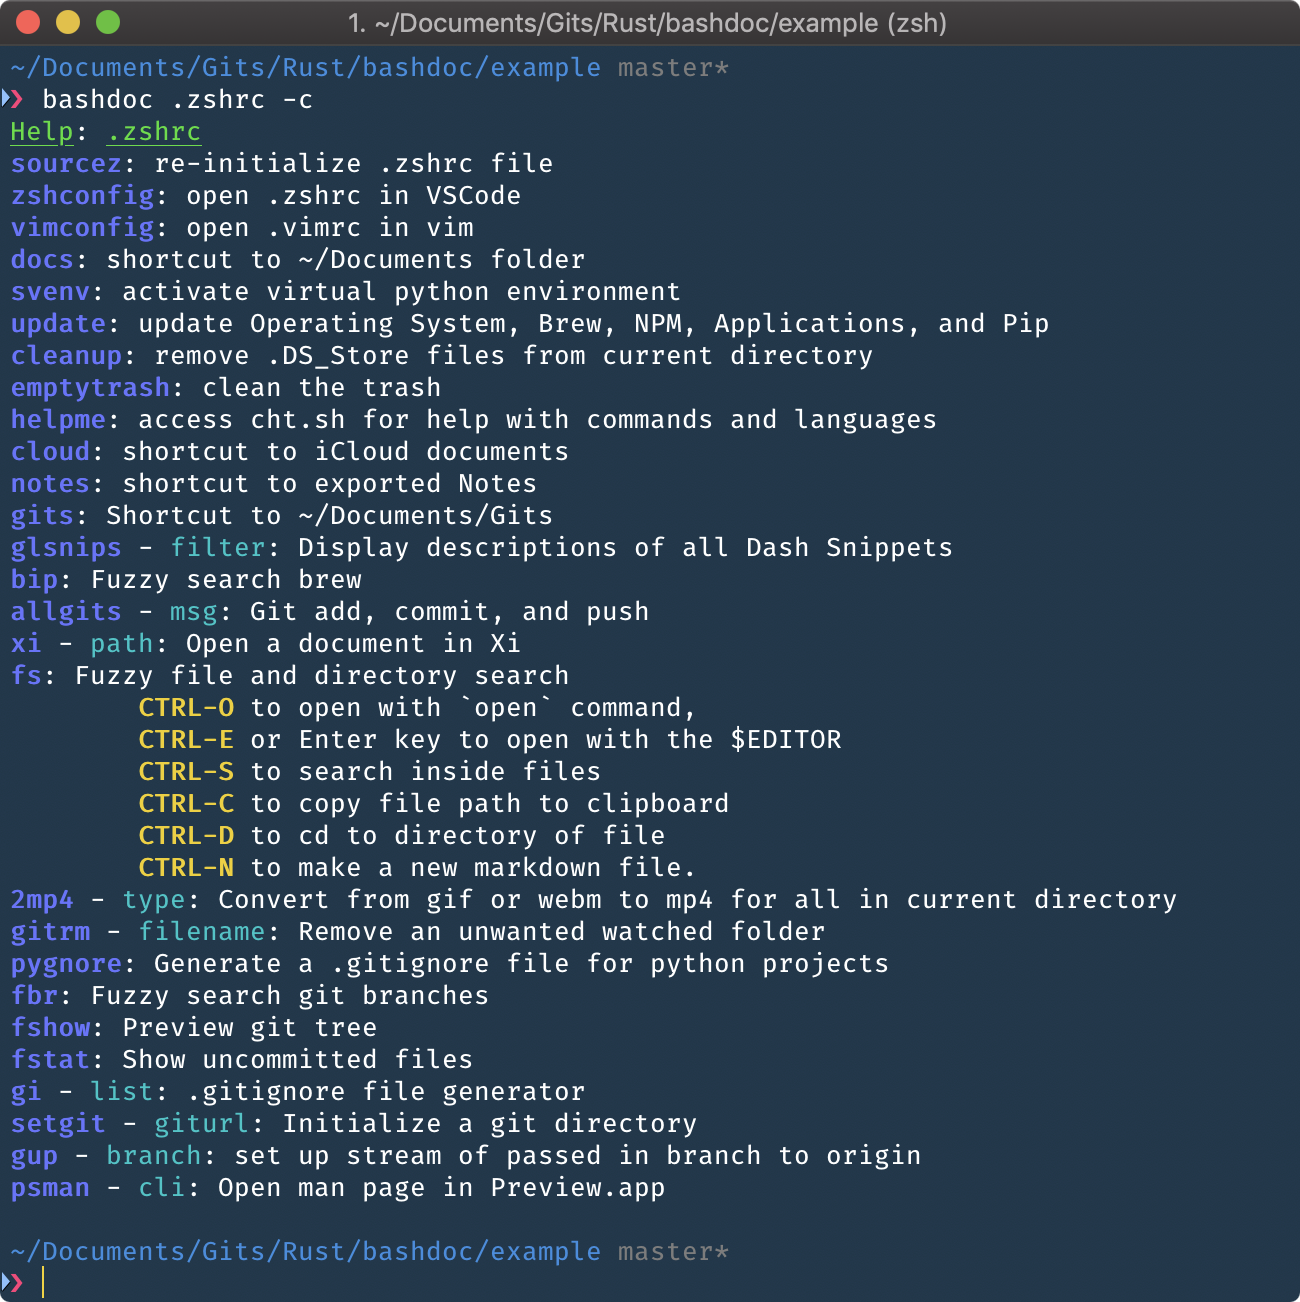 1. ~/Documents/Gits/Rust/bashdoc/example (zsh)
~/Documents/Gits/Rust/bashdoc/example master*
❯ bashdoc .zshrc -c
Help: .zshrc
sourcez: re-initialize .zshrc file
zshconfig: open .zshrc in VSCode
vimconfig: open .vimrc in vim
docs: shortcut to ~/Documents folder
svenv: activate virtual python environment
update: update Operating System, Brew, NPM, Applications, and Pip
cleanup: remove .DS_Store files from current directory
emptytrash: clean the trash
helpme: access cht.sh for help with commands and languages
cloud: shortcut to iCloud documents
notes: shortcut to exported Notes
gits: Shortcut to ~/Documents/Gits
glsnips - filter: Display descriptions of all Dash Snippets
bip: Fuzzy search brew
allgits - msg: Git add, commit, and push
xi - path: Open a document in Xi
fs: Fuzzy file and directory search
CTRL-O to open with `open` command,
CTRL-E or Enter key to open with the $EDITOR
CTRL-S to search inside files
CTRL-C to copy file path to clipboard
CTRL-D to cd to directory of file
CTRL-N to make a new markdown file.
2mp4 - type: Convert from gif or webm to mp4 for all in current directory
gitrm - filename: Remove an unwanted watched folder
pygnore: Generate a .gitignore file for python projects
fbr: Fuzzy search git branches
fshow: Preview git tree
fstat: Show uncommitted files
gi - list: .gitignore file generator
setgit - giturl: Initialize a git directory
gup - branch: set up stream of passed in branch to origin
psman - cli: Open man page in Preview.app
~/Documents/Gits/Rust/bashdoc/example master*
❯